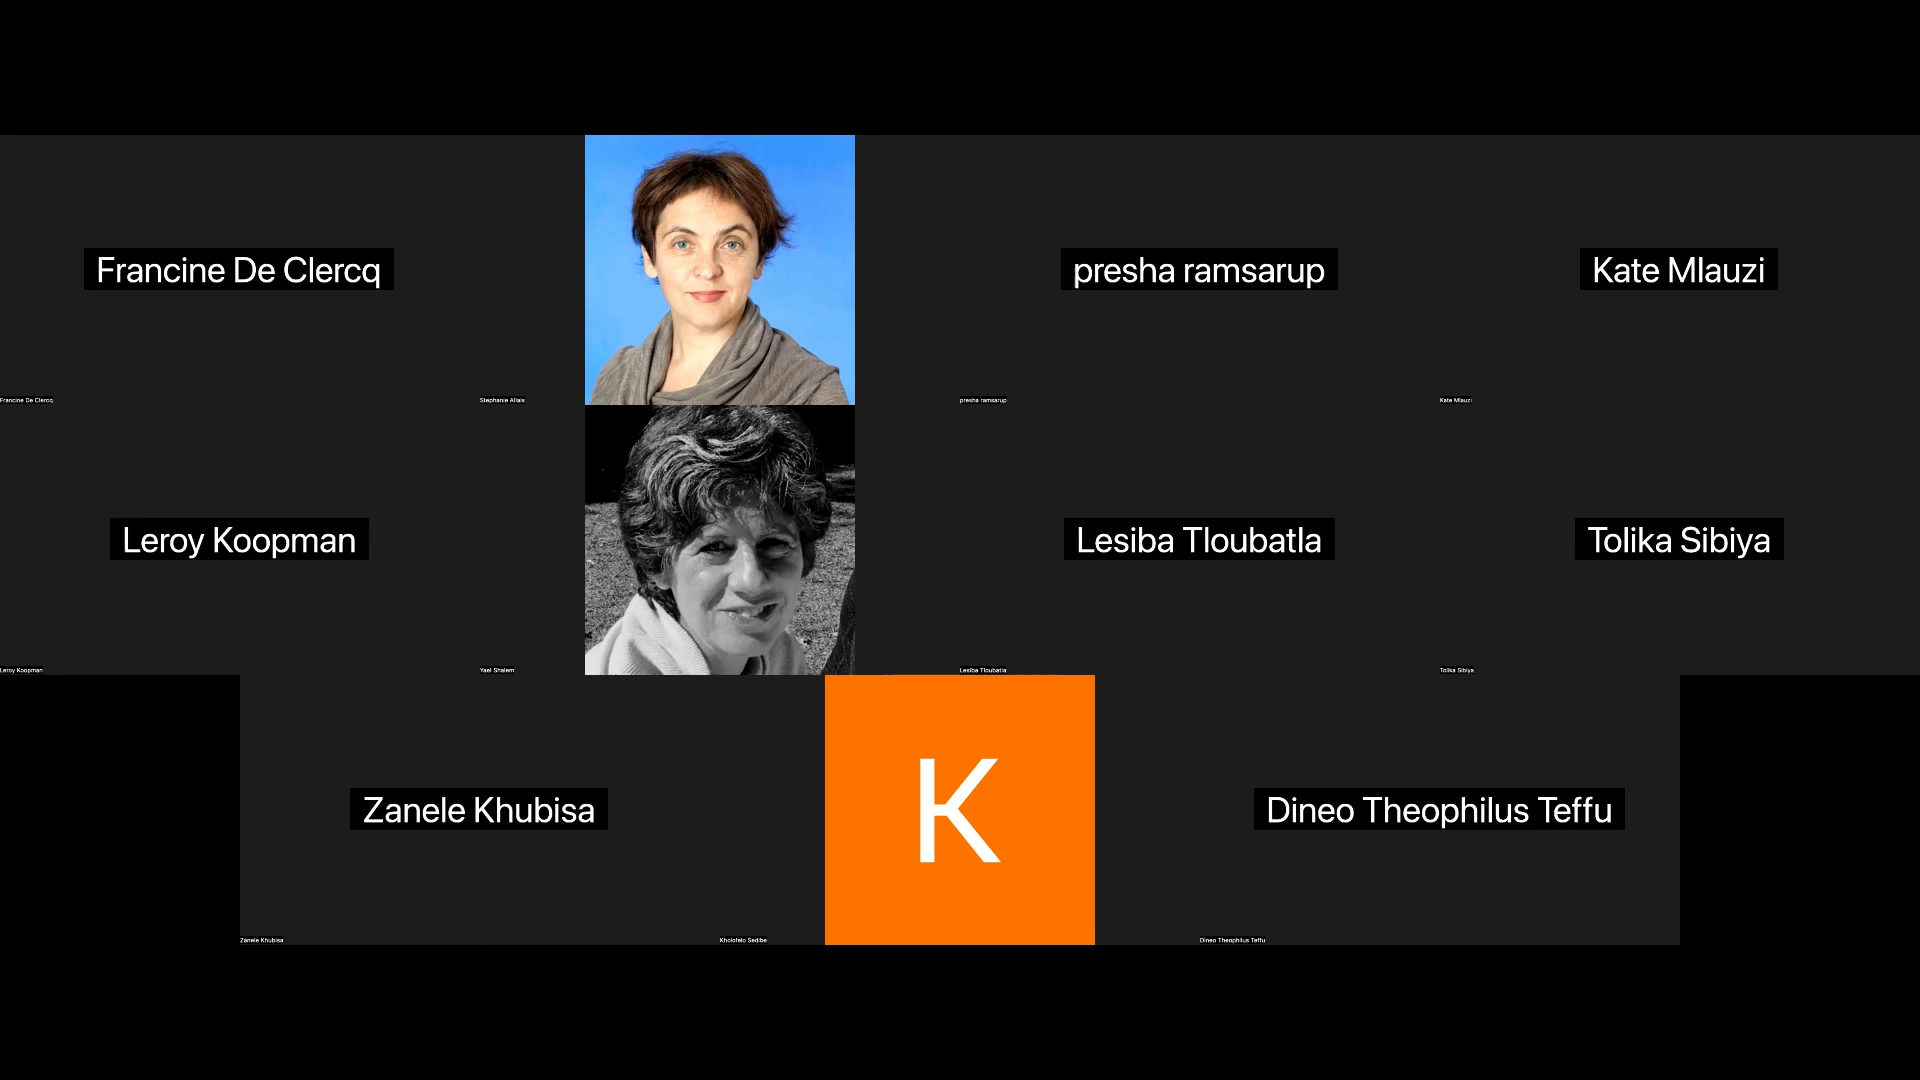 Francine De Clercq
presha ramsarup
Kate Mlauzi
Francine De Clercq
Stephanie Allais
presha ramsarup
Kate Mlauzi
Leroy Koopman
Lesiba Tloubatla
Tolika Sibiya
Leroy Koopman
Yael Shalem
Lesiba Tloubatla
Tolika Sibiya
Zanele Khubisa
K
Dineo Theophilus Teffu
Zanele Khubisa
Kholofelo Sedibe
Dineo Theophilus Teffu